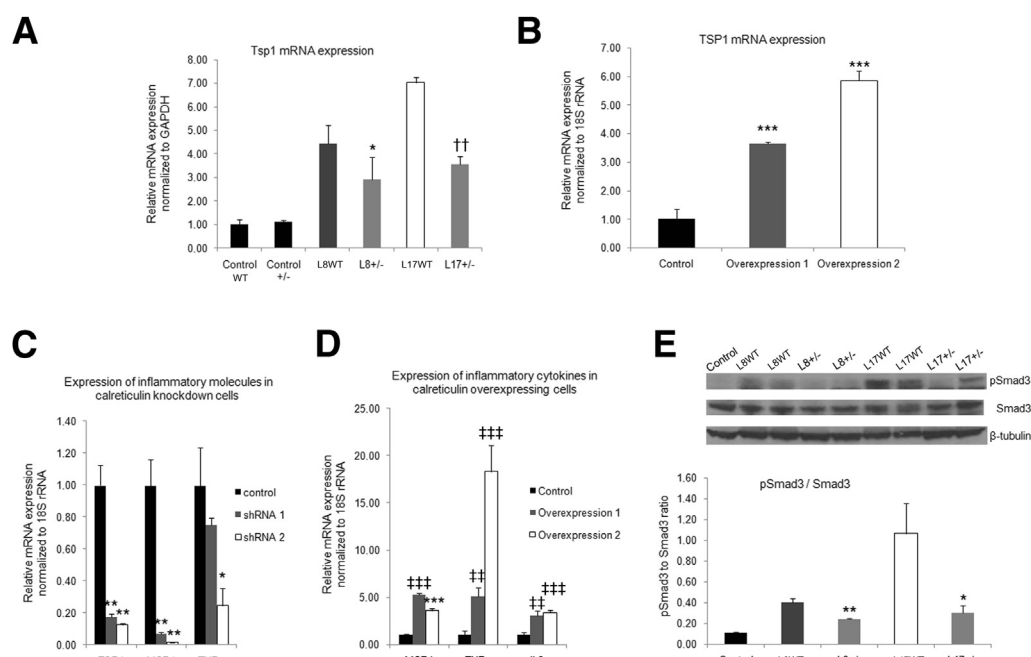 A
Tsp1 mRNA expression
Relative mRNA expression
normalized to GAPDH
8.00
7.00
6.00
5.00
4.00
3.00
2.00
1.00
0.00
*
††
Control WT
Control +/-
L8WT
L8+/-
L17WT
L17+/-
B
TSP1 mRNA expression
Relative mRNA expression
normalized to 18S rRNA
7.00
6.00
5.00
4.00
3.00
2.00
1.00
0.00
***
***
Control
Overexpression 1
Overexpression 2
C
Expression of inflammatory molecules in
calreticulin knockdown cells
Relative mRNA expression
normalized to 18S rRNA
1.40
1.20
1.00
0.80
0.60
0.40
0.20
0.00
**
**
**
**
*
control
shRNA 1
shRNA 2
D
Expression of inflammatory cytokines in
calreticulin overexpressing cells
Relative mRNA expression
normalized to 18S rRNA
25.00
20.00
15.00
10.00
5.00
0.00
‡‡‡
***
‡‡
‡‡‡
‡‡
‡‡‡
Control
Overexpression 1
Overexpression 2
E
Control
L8WT
L8WT
L8+/-
L8+/-
L17WT
L17WT
L17+/-
L17+/-
pSmad3
Smad3
β-tubulin
pSmad3 / Smad3
pSmad3 to Smad3 ratio
1.60
1.40
1.20
1.00
0.80
0.60
0.40
0.20
0.00
**
*